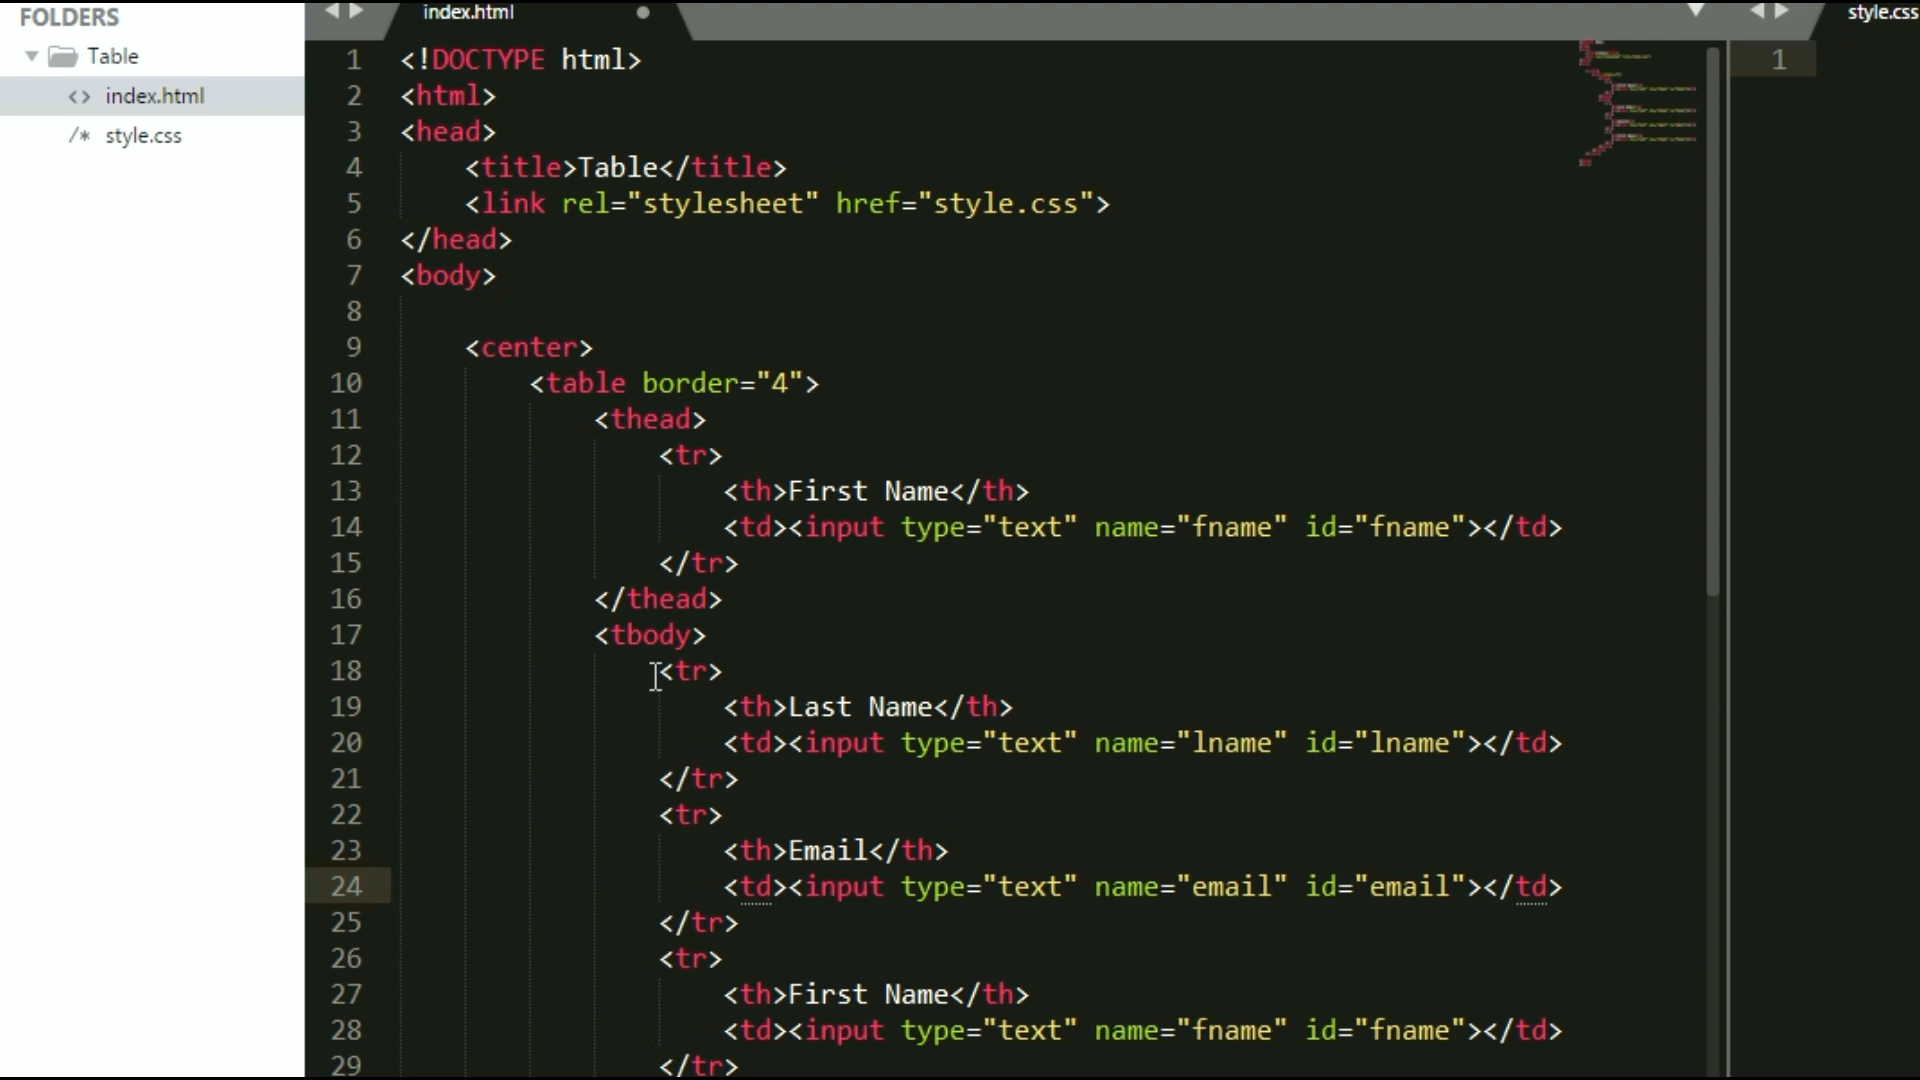 FOLDERS
Table
<> index.html
/* style.css
index.html
style.css
1 <!DOCTYPE html>
2 <html>
3 <head>
4 <title>Table</title>
5 <link rel="stylesheet" href="style.css">
6 </head>
7 <body>
8
9 <center>
10 <table border="4">
11 <thead>
12 <tr>
13 <th>First Name</th>
14 <td><input type="text" name="fname" id="fname"></td>
15 </tr>
16 </thead>
17 <tbody>
18 <tr>
19 <th>Last Name</th>
20 <td><input type="text" name="lname" id="lname"></td>
21 </tr>
22 <tr>
23 <th>Email</th>
24 <td><input type="text" name="email" id="email"></td>
25 </tr>
26 <tr>
27 <th>First Name</th>
28 <td><input type="text" name="fname" id="fname"></td>
29 </tr>
1